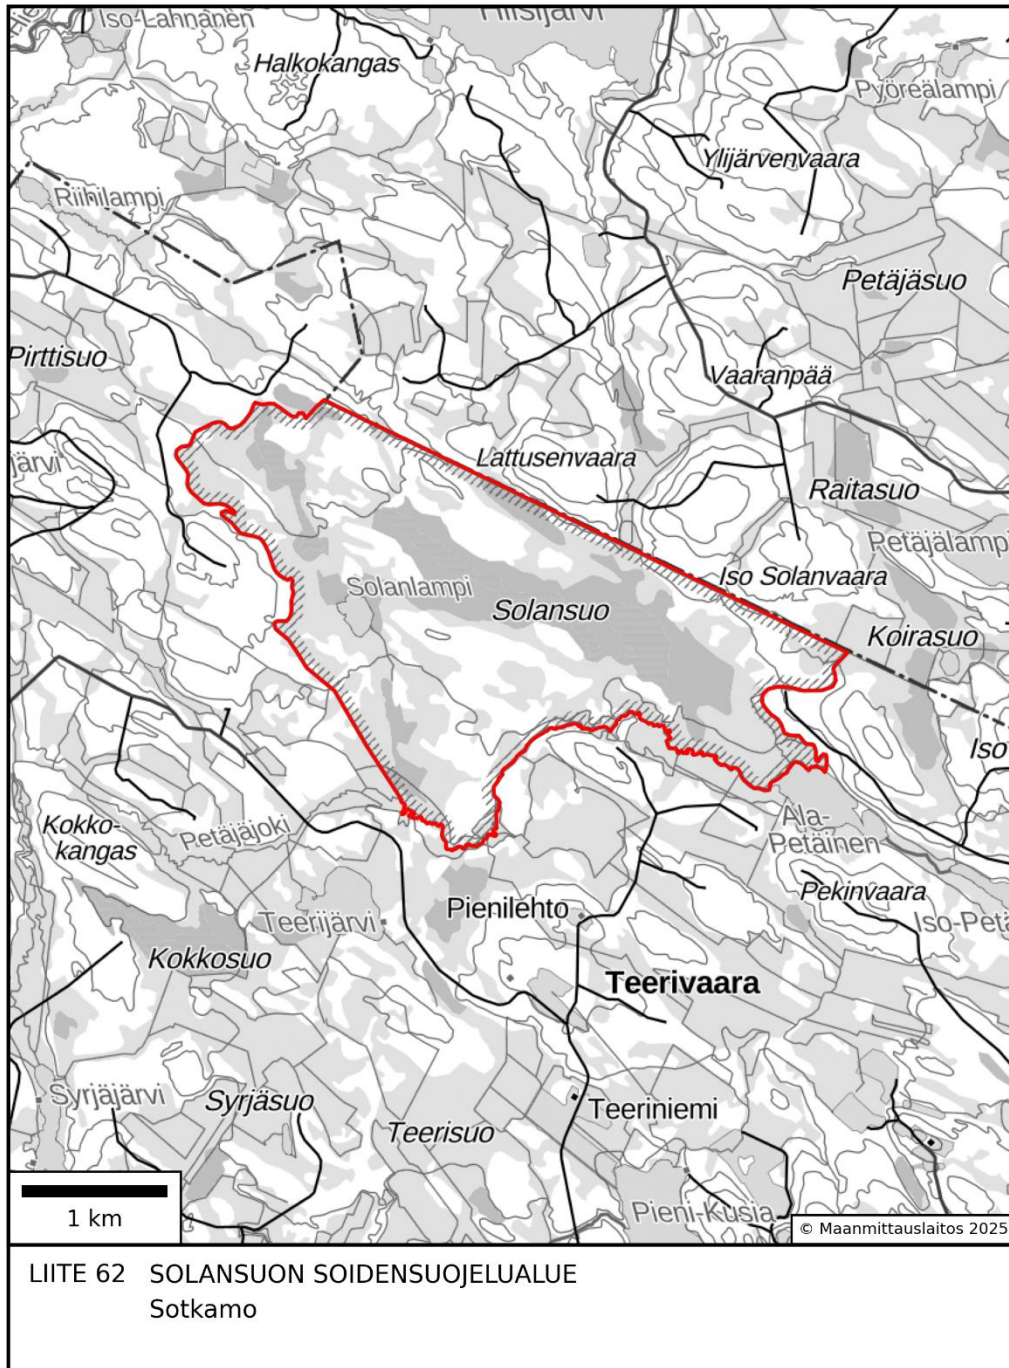 Iso-Lahnanen
Hiisijärvi
Halkokangas
Pyöreälampi
Ylijärvenvaara
Riihilampi
Petäjäsuo
Pirttisuo
Vaaranpää
järvi
Lattusenvaara
Raitasuo
Petäjälampi
Iso Solanvaara
Solanlampi
Solansuo
Koirasuo
Iso
Kokko-
kangas
Petäjäjoki
Ala-
Petäinen
Pekinvaara
Pienilehto
Teerijärvi
Iso-Petä
Kokkosuo
Teerivaara
Syrjäjärvi
Syrjäsuo
Teeriniemi
Teerisuo
Pieni-Kusia
1 km
© Maanmittauslaitos 2025
LIITE 62 SOLANSUON SOIDENSUOJELUALUE
Sotkamo